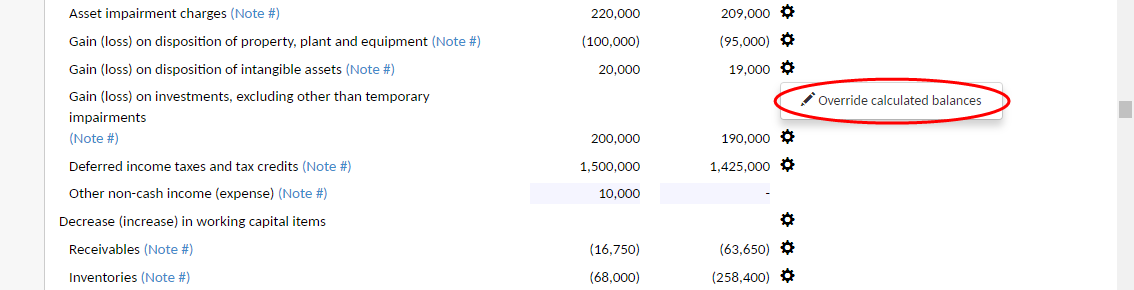 Asset impairment charges (Note #) 220,000 209,000
Gain (loss) on disposition of property, plant and equipment (Note #) (100,000) (95,000)
Gain (loss) on disposition of intangible assets (Note #) 20,000 19,000
Gain (loss) on investments, excluding other than temporary
Override calculated balances
impairments
(Note #) 200,000 190,000
Deferred income taxes and tax credits (Note #) 1,500,000 1,425,000
Other non-cash income (expense) (Note #) 10,000 -
Decrease (increase) in working capital items
Receivables (Note #) (16,750) (63,650)
Inventories (Note #) (68,000) (258,400)